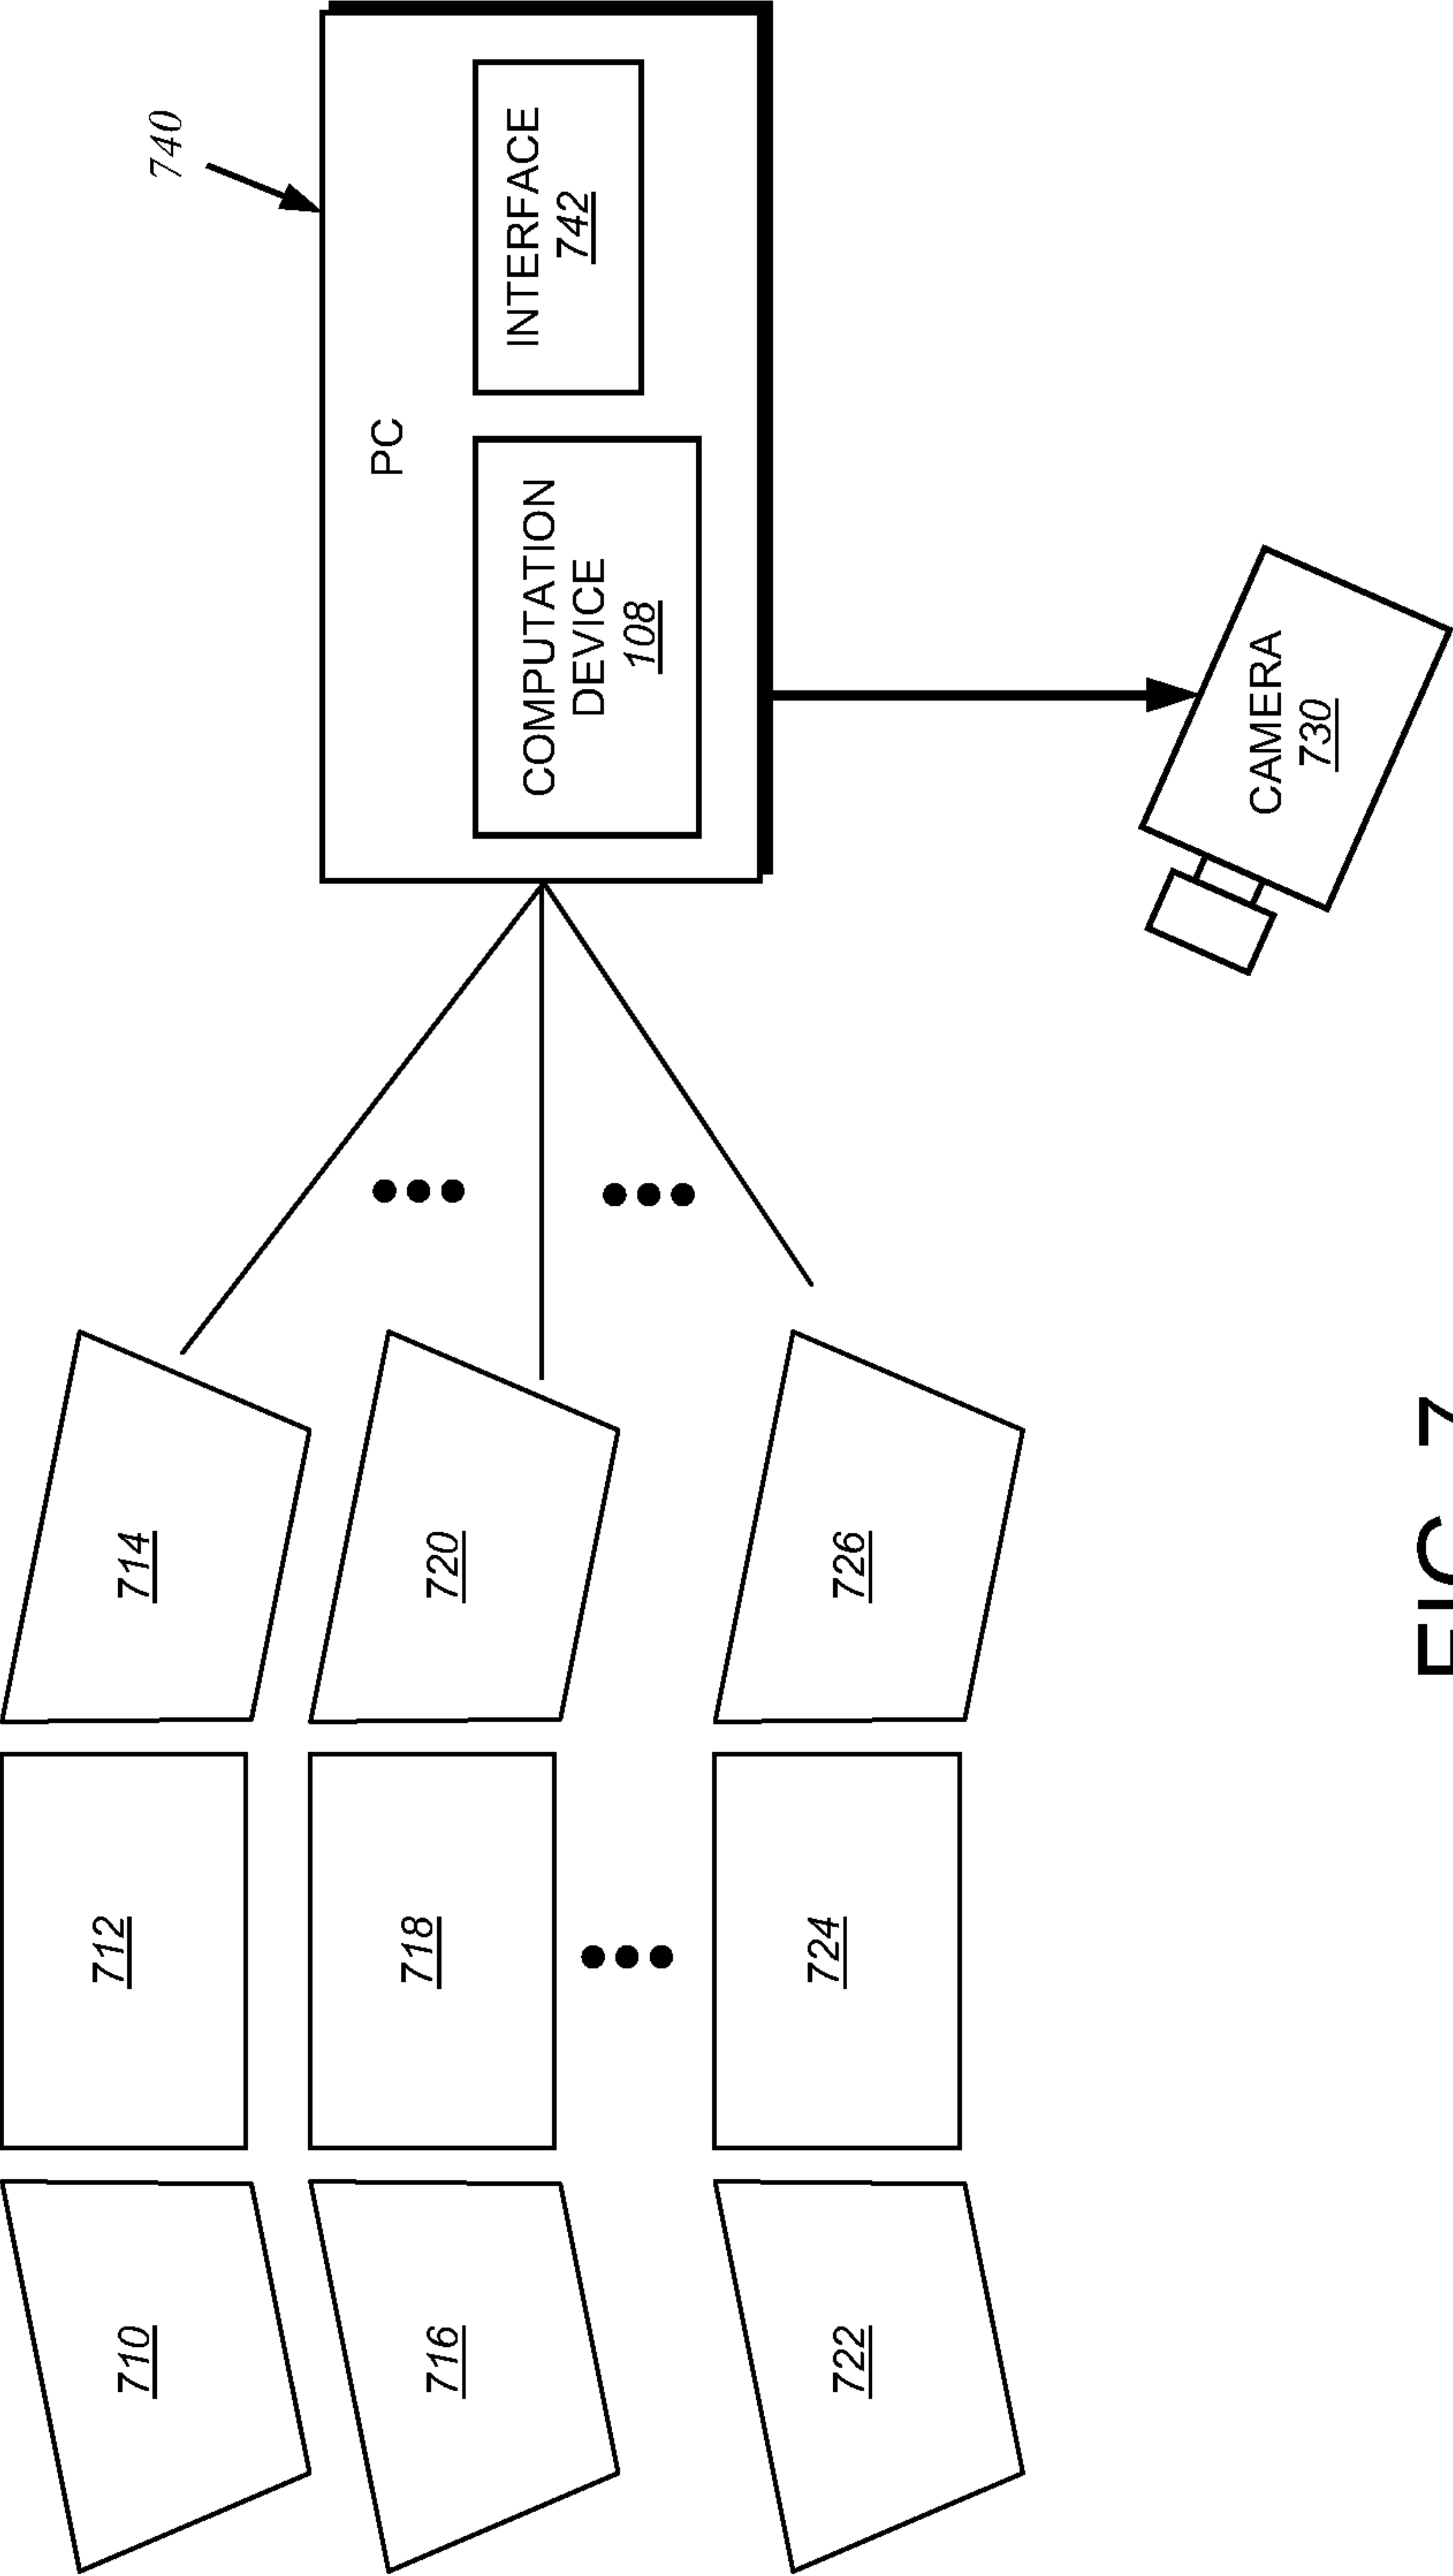 710
712
714
716
718
720
722
724
726
740
PC
COMPUTATION
DEVICE
108
INTERFACE
742
CAMERA
730
FIG. 7